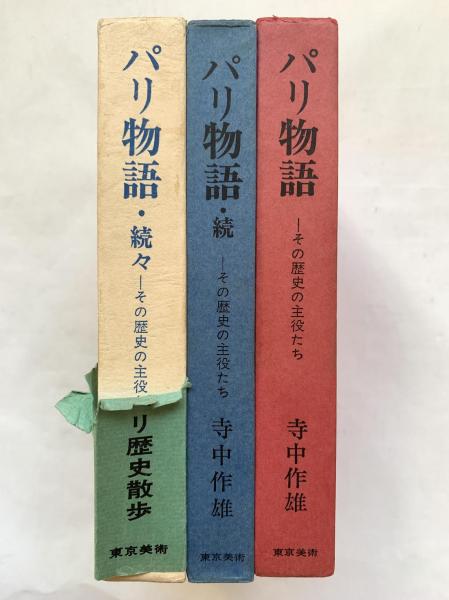 パリ物語・続々
―その歴史の主役
リ歴史散歩
東京美術
パリ物語・続
―その歴史の主役たち
寺中作雄
東京美術
パリ物語
―その歴史の主役たち
寺中作雄
東京美術